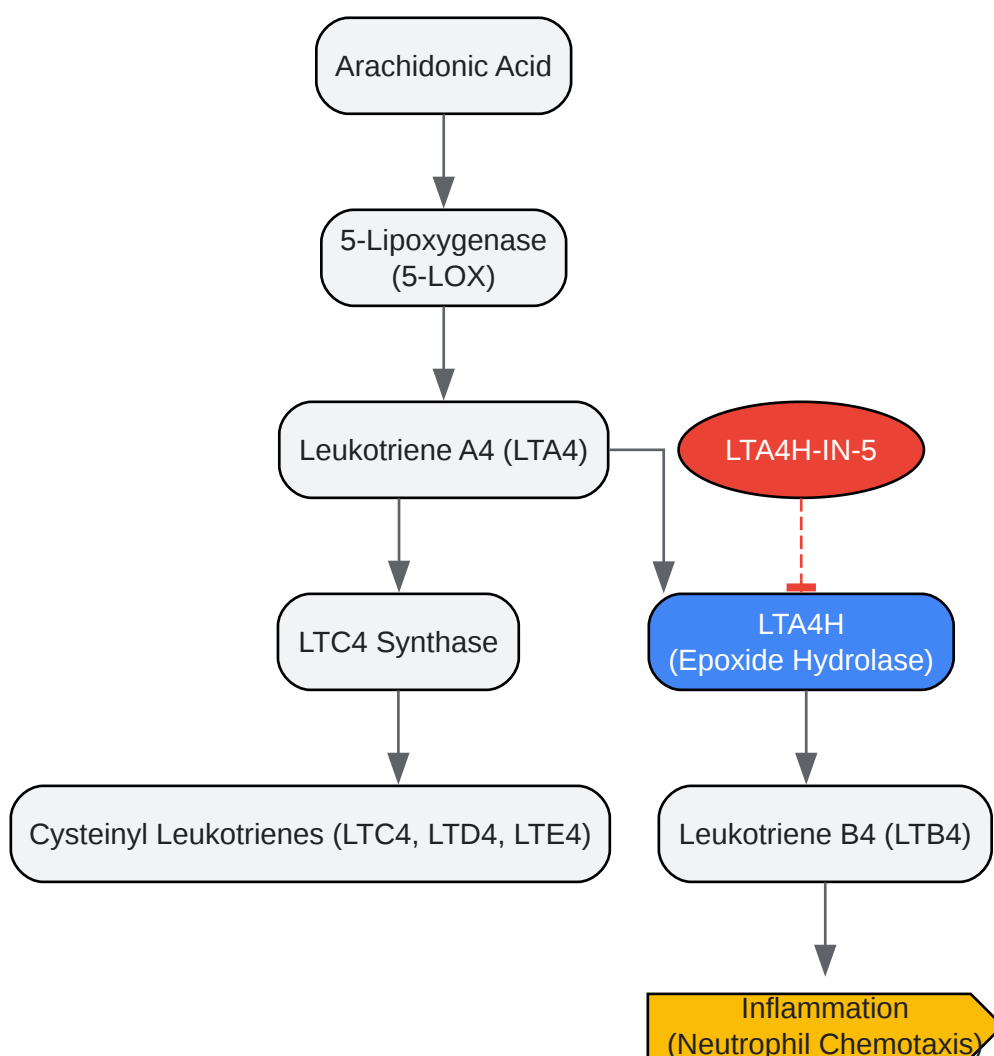 Arachidonic Acid
5-Lipoxygenase
(5-LOX)
Leukotriene A4 (LTA4)
LTA4H-IN-5
LTC4 Synthase
LTA4H
(Epoxide Hydrolase)
Cysteinyl Leukotrienes (LTC4, LTD4, LTE4)
Leukotriene B4 (LTB4)
Inflammation
(Neutrophil Chemotaxis)